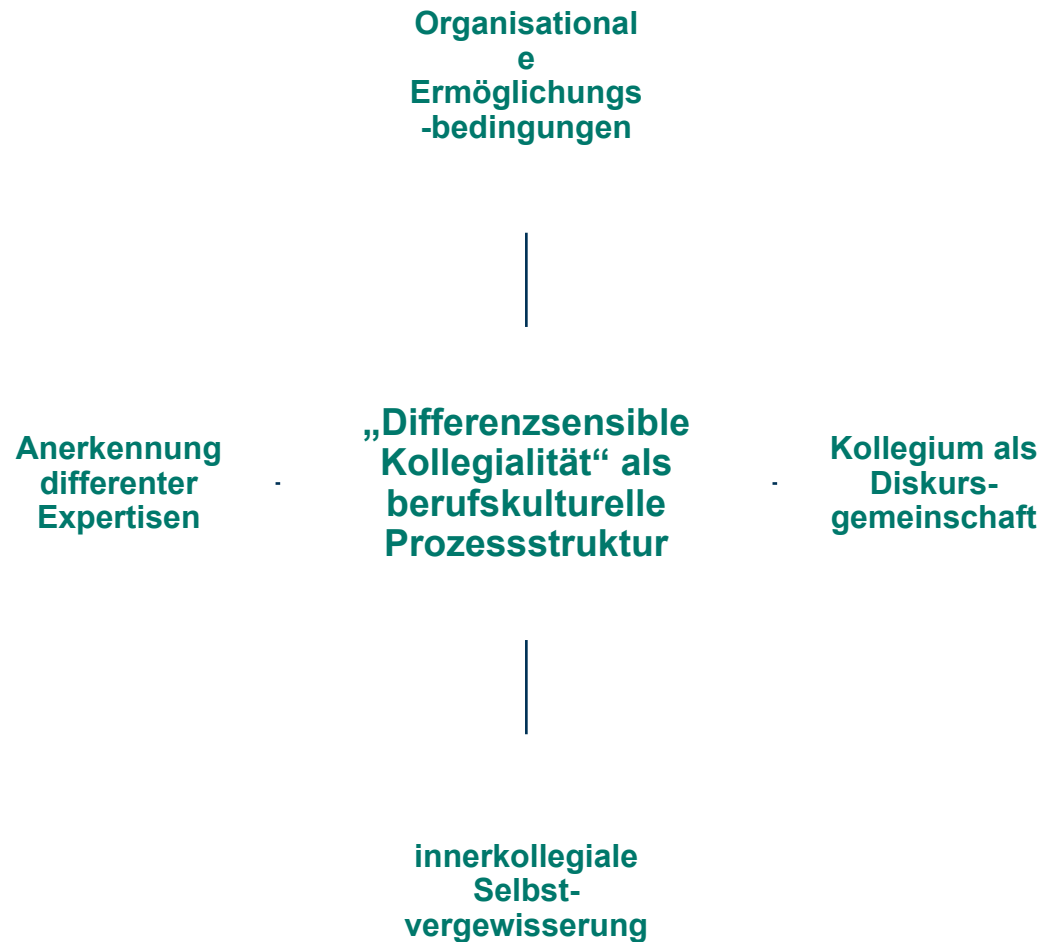 Organisational
e
Ermöglichungs
-bedingungen
Anerkennung
differenter
Expertisen
„Differenzsensible
Kollegialität“ als
berufskulturelle
Prozessstruktur
Kollegium als
Diskurs-
gemeinschaft
innerkollegiale
Selbst-
vergewisserung